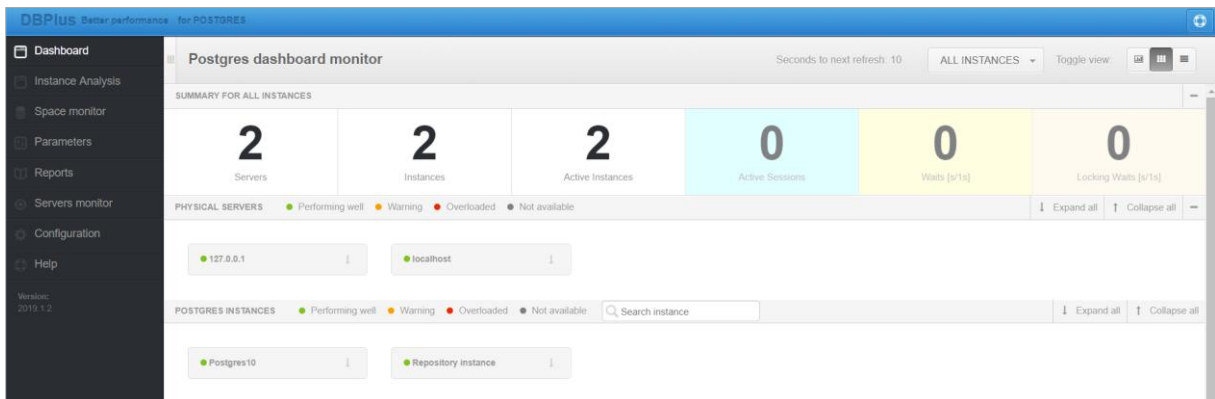 DBPlus Better performance for POSTGRES
Dashboard
Instance Analysis
Space monitor
Parameters
Reports
Servers monitor
Configuration
Help
Version:
2019.1.2
Postgres dashboard monitor
Seconds to next refresh: 10
ALL INSTANCES
Toggle view:
SUMMARY FOR ALL INSTANCES
2
Servers
2
Instances
2
Active Instances
0
Active Sessions
0
Waits [s/1s]
0
Locking Waits [s/1s]
PHYSICAL SERVERS Performing well Warning Overloaded Not available Expand all Collapse all
127.0.0.1
localhost
POSTGRES INSTANCES Performing well Warning Overloaded Not available Search instance Expand all Collapse all
Postgres10
Repository instance